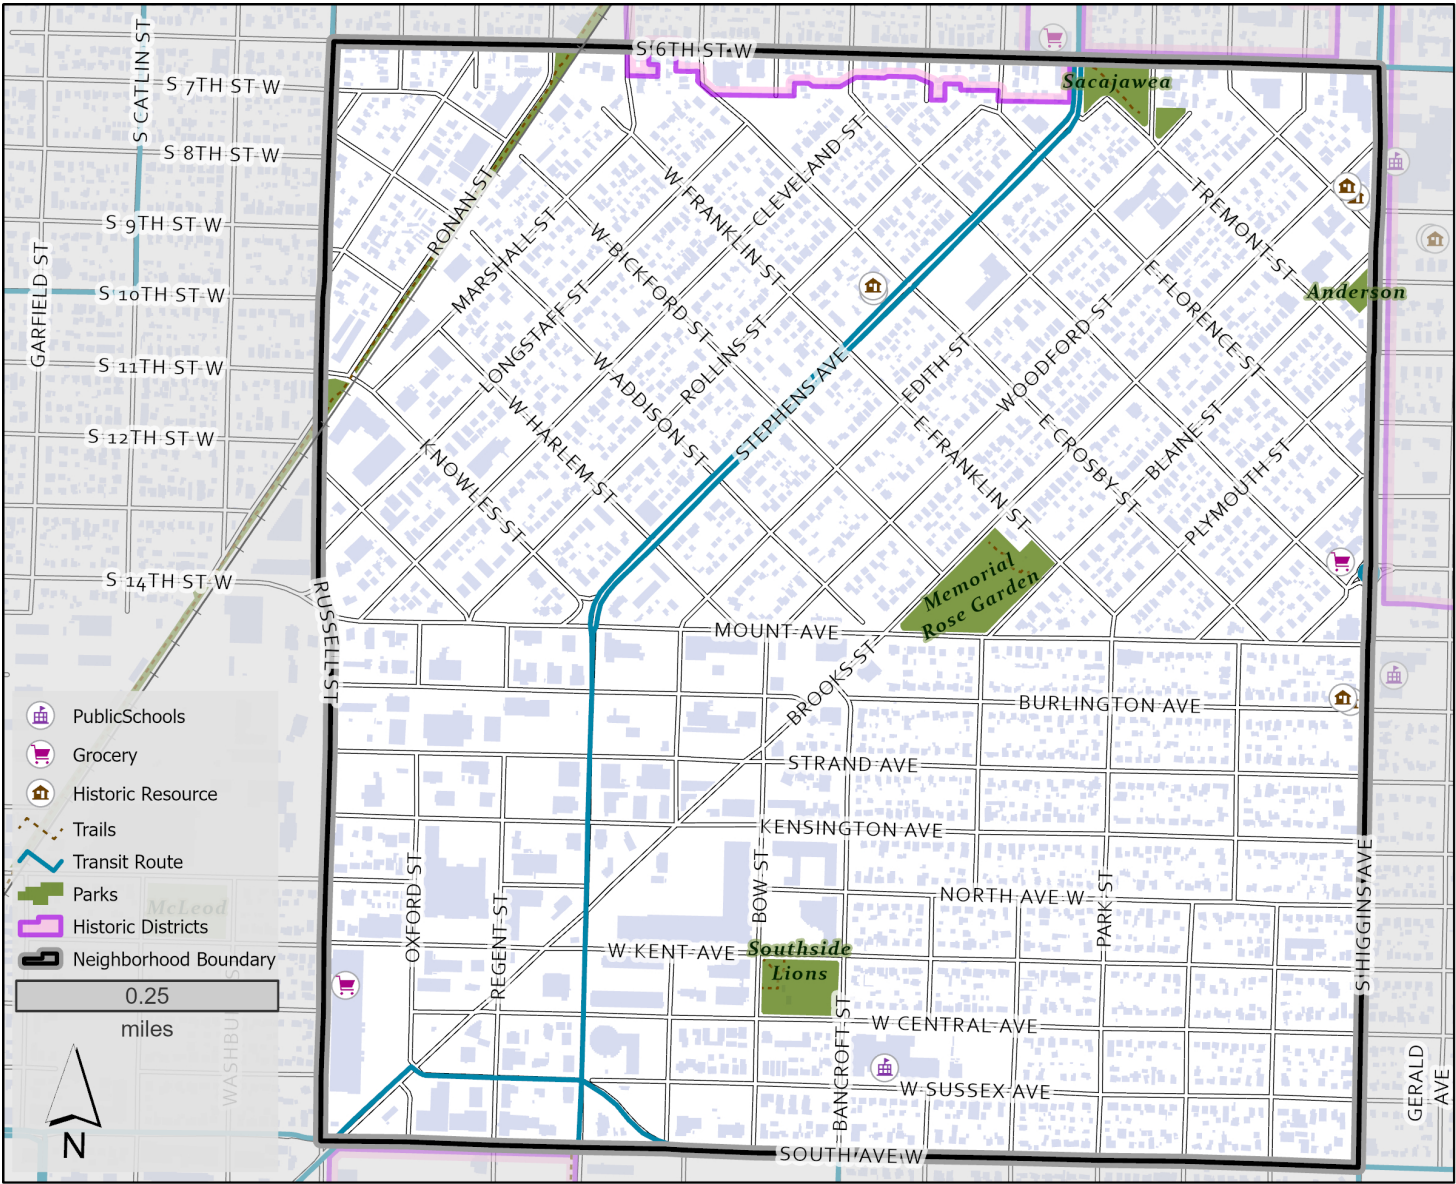 S 6TH ST W
S CATLIN ST
Sacajawea
S 7TH ST W
S 8TH ST W
CLEVELAND ST
W FRANKLIN ST
RONAN ST
TREMONT ST
S 9TH ST W
MARSHALL ST
W BICKFORD ST
E FLORENCE ST
GARFIELD ST
S 10TH ST W
Anderson
LONGSTAFF ST
ROLLINS ST
WOODFORD ST
EDITH ST
S 11TH ST W
W ADDISON ST
STEPHENS AVE
W HARLEM ST
E FRANKLIN ST
E CROSBY ST
BLAINE ST
S 12TH ST W
KNOWLES ST
PLYMOUTH ST
S 14TH ST W
Memorial
Rose Garden
RUSSELL ST
MOUNT AVE
BROOKS ST
BURLINGTON AVE
STRAND AVE
KENSINGTON AVE
OXFORD ST
REGENT ST
BOW ST
NORTH AVE W
PARK ST
S HIGGINS AVE
W KENT AVE
Southside
Lions
BANCROFT ST
W CENTRAL AVE
W SUSSEX AVE
GERALD
AVE
SOUTH AVE W
PublicSchools
Grocery
Historic Resource
Trails
Transit Route
Parks
McLeod
Historic Districts
Neighborhood Boundary
0.25
miles
N